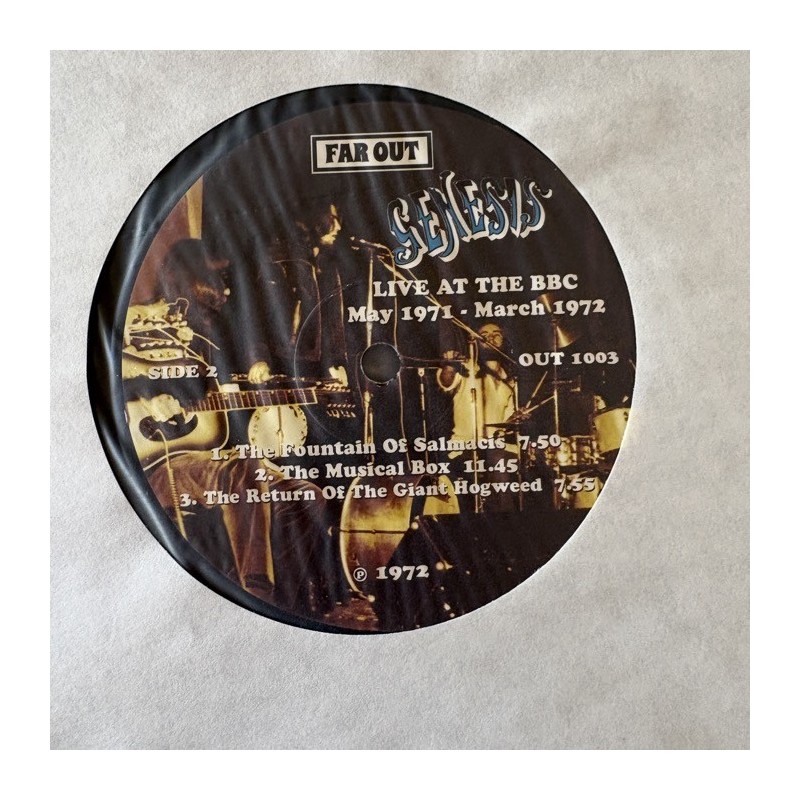 FAR OUT
GENESIS
LIVE AT THE BBC
May 1971 - March 1972
SIDE 2
OUT 1003
1. The Fountain Of Salmacis 7.50
2. The Musical Box 11.45
3. The Return Of The Giant Hogweed 7.55
℗ 1972